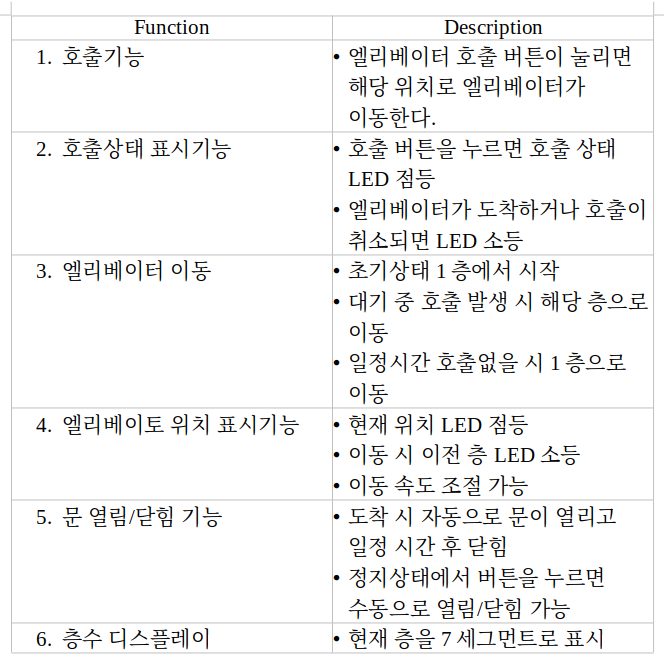 Function
Description
1. 호출기능
• 엘리베이터 호출 버튼이 눌리면
해당 위치로 엘리베이터가
이동한다.
2. 호출상태 표시기능
• 호출 버튼을 누르면 호출 상태
LED 점등
• 엘리베이터가 도착하거나 호출이
취소되면 LED 소등
3. 엘리베이터 이동
• 초기상태 1 층에서 시작
• 대기 중 호출 발생 시 해당 층으로
이동
• 일정시간 호출없을 시 1 층으로
이동
4. 엘리베이토 위치 표시기능
• 현재 위치 LED 점등
• 이동 시 이전 층 LED 소등
• 이동 속도 조절 가능
5. 문 열림/닫힘 기능
• 도착 시 자동으로 문이 열리고
일정 시간 후 닫힘
• 정지상태에서 버튼을 누르면
수동으로 열림/닫힘 가능
6. 층수 디스플레이
• 현재 층을 7 세그먼트로 표시